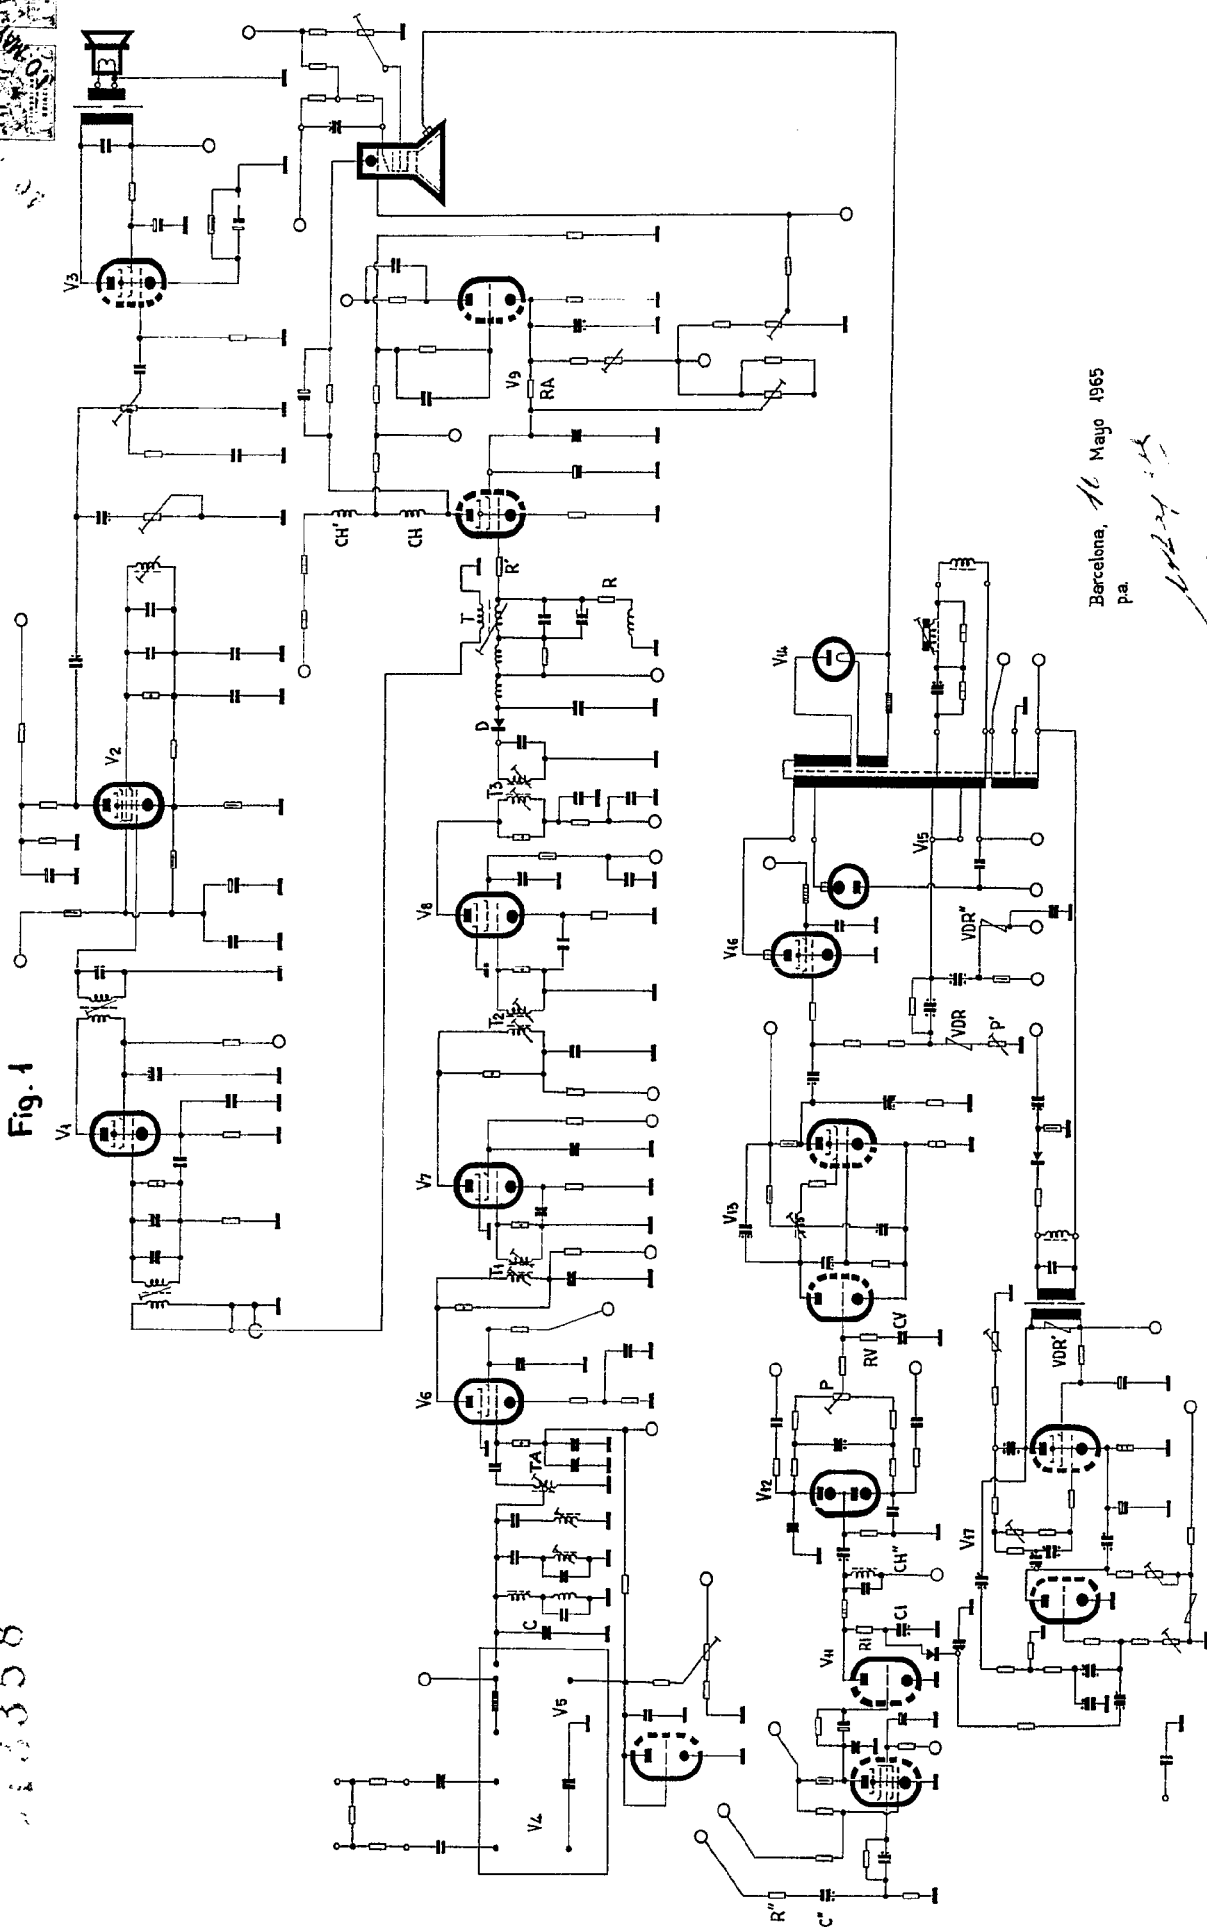 Fig. 1
V1
V2
V3
CH'
CH
V9
RA
T
R'
R
D
T3
V8
T2
V7
T1
V6
TA
C
V5
V4
V14
V15
V16
VDR"
VDR
P'
V13
CV
RV
P
V12
CH"
V11
R1
C1
V17
VDR'
R"
C"
Barcelona, Mayo 1965
p.a.